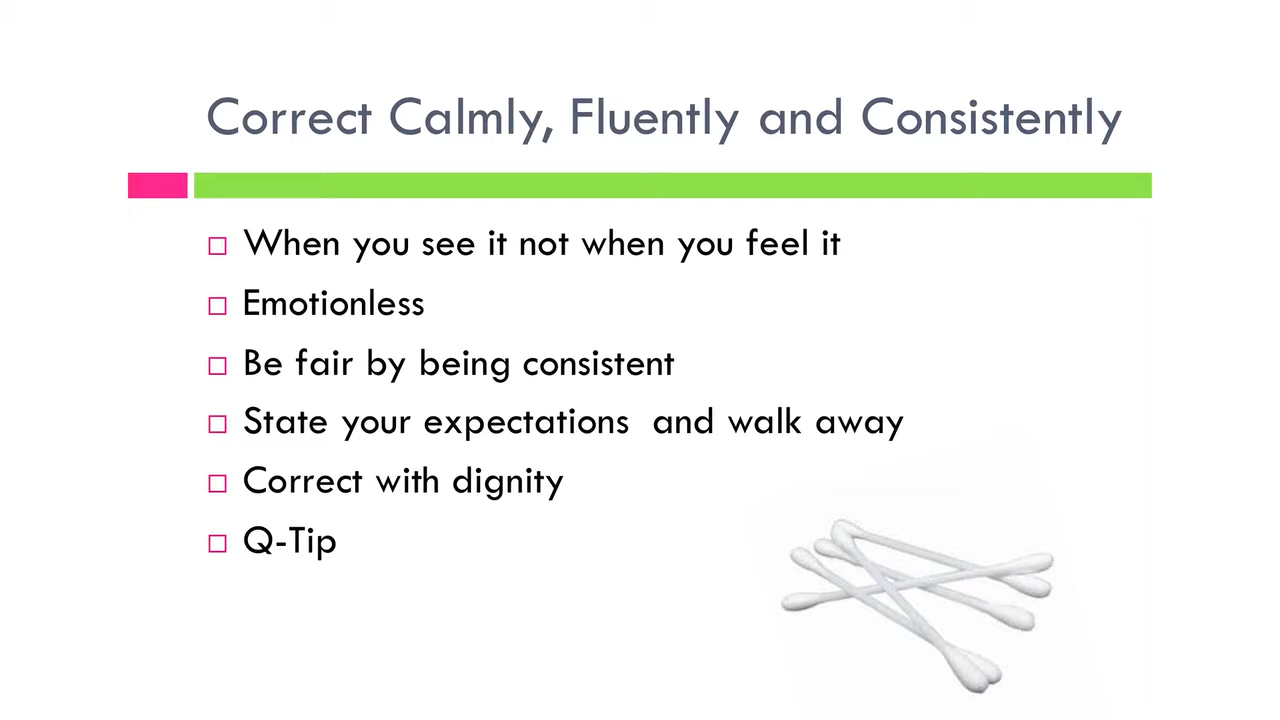 Correct Calmly, Fluently and Consistently
When you see it not when you feel it
Emotionless
Be fair by being consistent
State your expectations  and walk away
Correct with dignity
Q-Tip